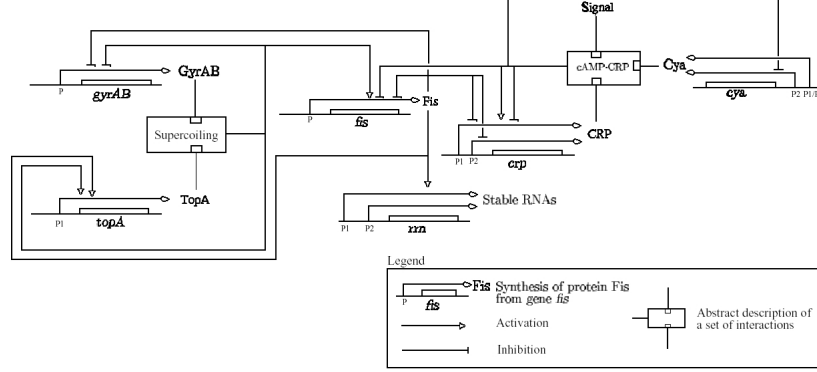 Signal
GyrAB
P
gyrAB
cAMP-CRP
Cya
cya
P2
Fis
P
fis
Supercoiling
CRP
P1 P2
crp
TopA
P1
topA
Stable RNAs
P1 P2
rrn
Legend
Fis
P
fis
Synthesis of protein Fis
from gene fis
Activation
Inhibition
Abstract description of
a set of interactions